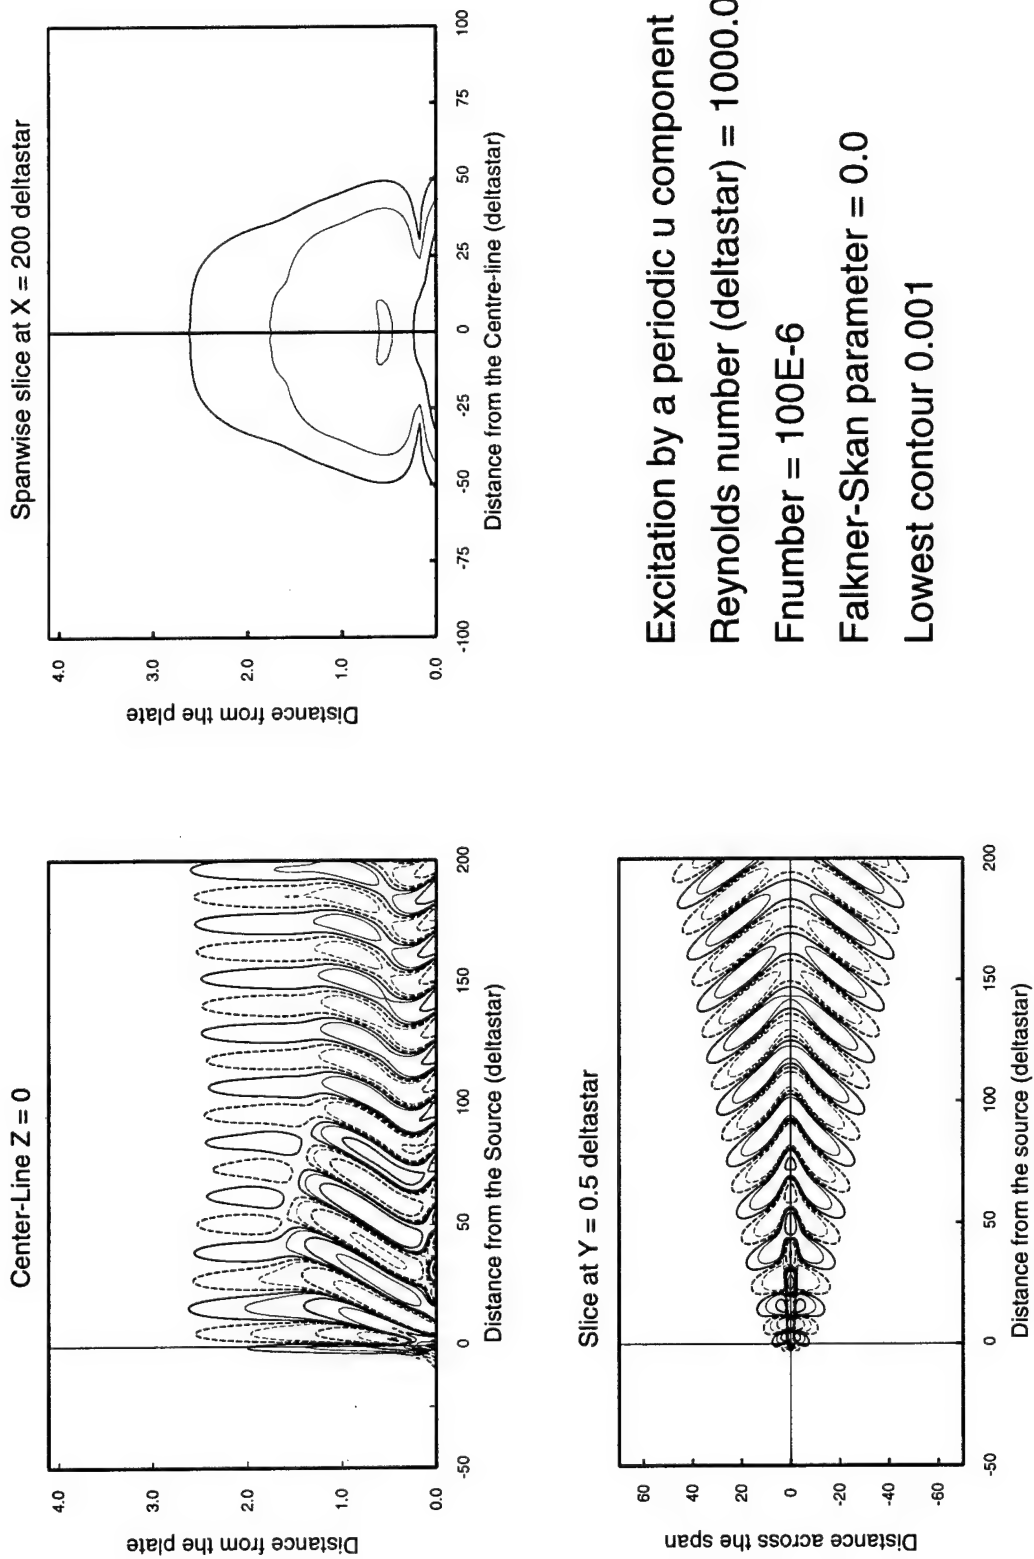 Center-Line Z = 0
Distance from the plate
4.0
3.0
2.0
1.0
0.0
-50
0
50
100
150
200
Distance from the Source (deltastar)
Spanwise slice at X = 200 deltastar
Distance from the plate
4.0
3.0
2.0
1.0
0.0
-100
-75
-50
-25
0
25
50
75
100
Distance from the Centre-line (deltastar)
Slice at Y = 0.5 deltastar
Distance across the span
60
40
20
0
-20
-40
-60
-50
0
50
100
150
200
Distance from the source (deltastar)
Excitation by a periodic u component
Reynolds number (deltastar) = 1000.0
Fnumber = 100E-6
Falkner-Skan parameter = 0.0
Lowest contour 0.001